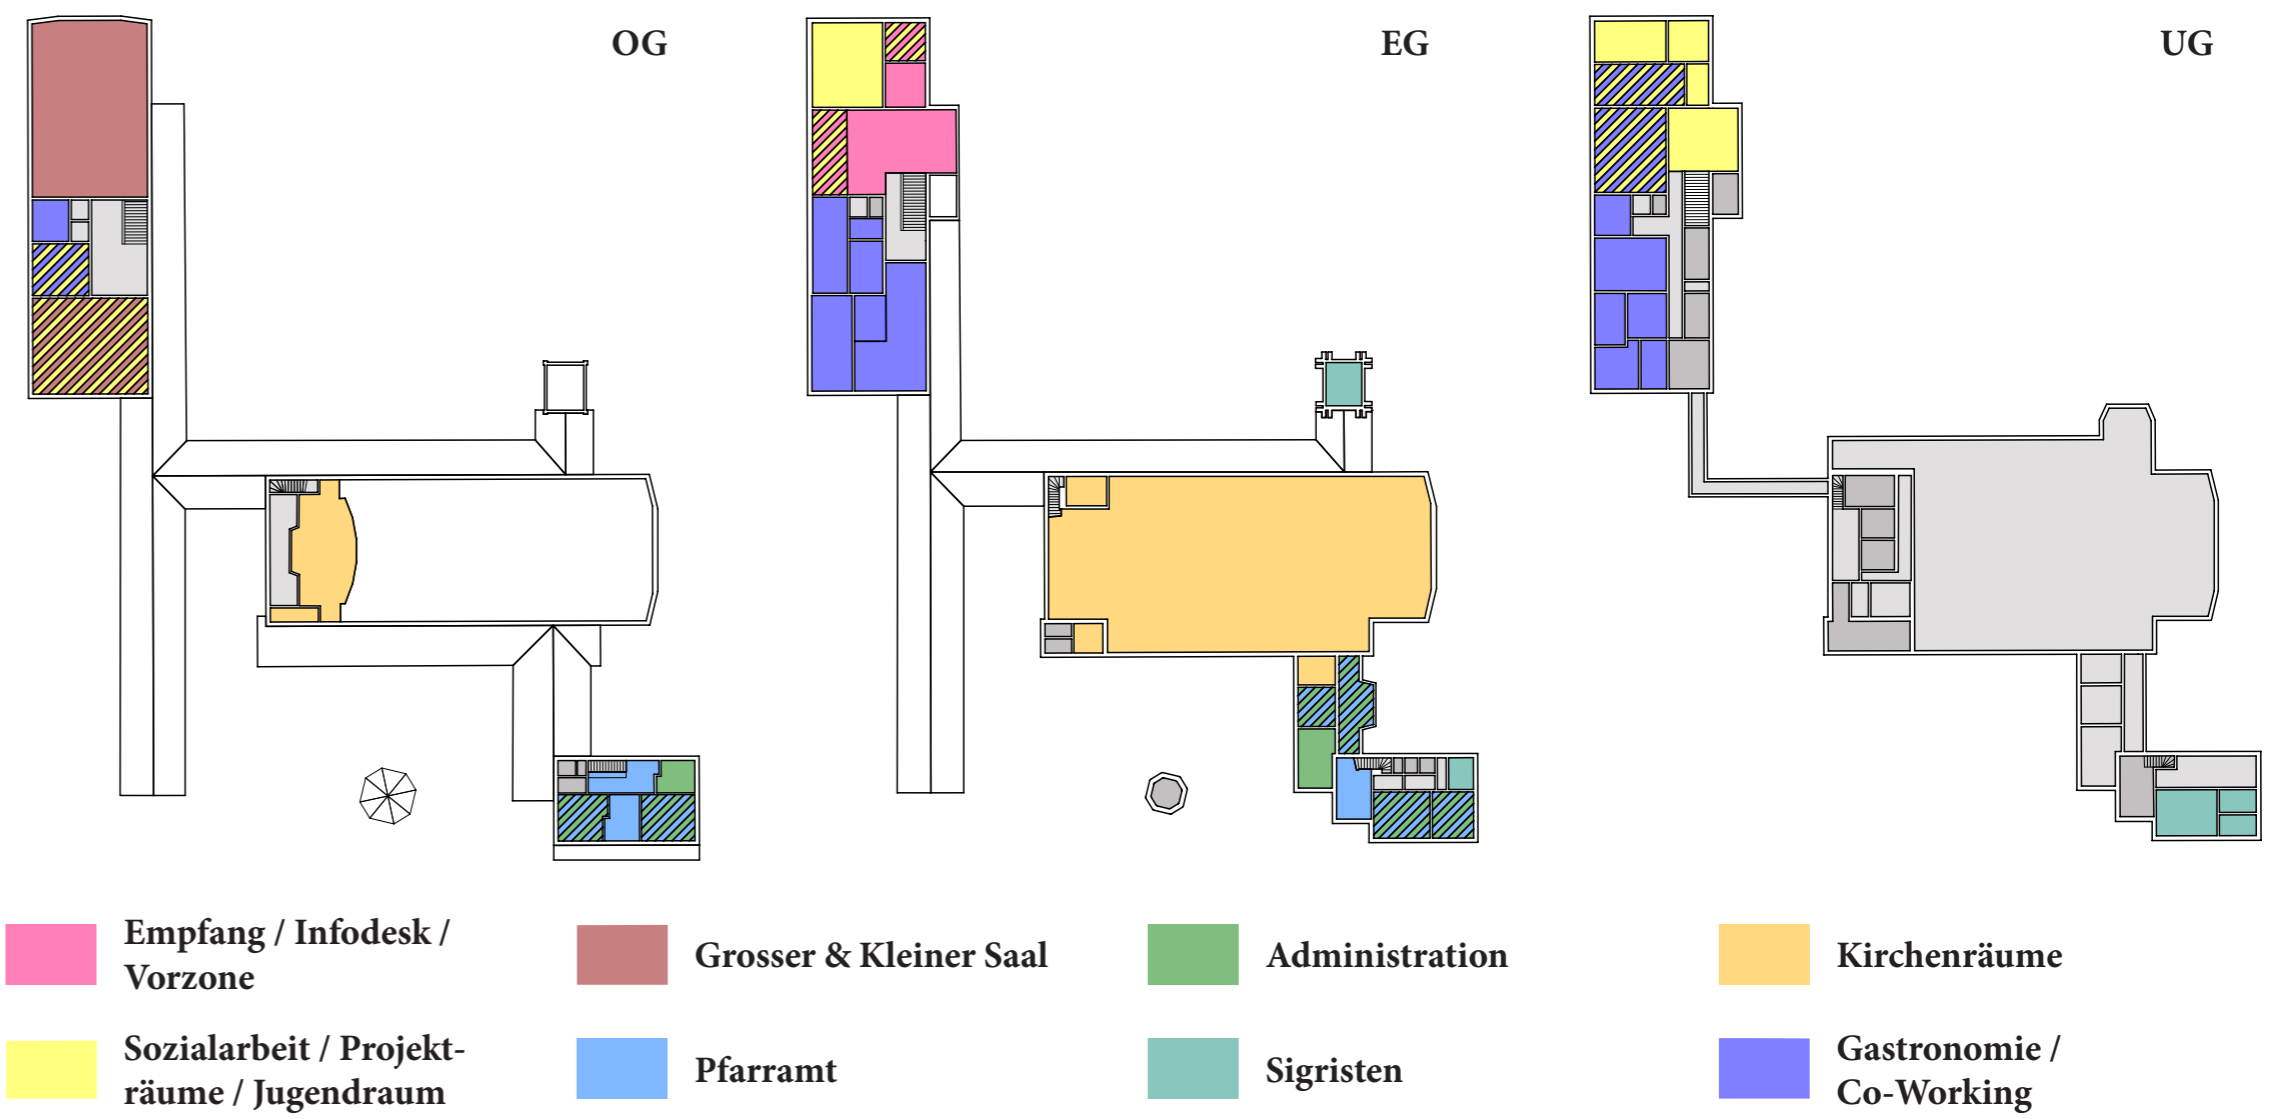 OG
EG
UG
Empfang / Infodesk /
Vorzone
Grosser & Kleiner Saal
Administration
Kirchenräume
Sozialarbeit / Projekt-
räume / Jugendraum
Pfarramt
Sigristen
Gastronomie /
Co-Working